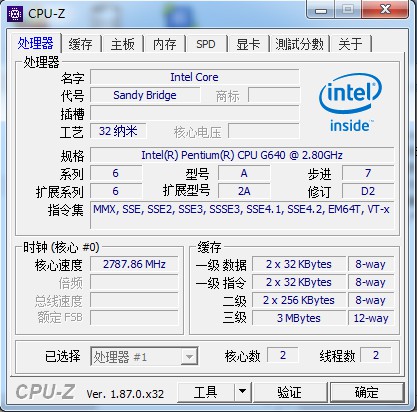 CPU-Z
处理器 缓存 主板 内存 SPD 显卡 測試分數 关于
处理器
名字 Intel Core
代号 Sandy Bridge 商标
插槽
工艺 32 纳米 核心电压
intel inside™
规格 Intel(R) Pentium(R) CPU G640 @ 2.80GHz
系列 6 型号 A 步进 7
扩展系列 6 扩展型号 2A 修订 D2
指令集 MMX, SSE, SSE2, SSE3, SSSE3, SSE4.1, SSE4.2, EM64T, VT-x
时钟 (核心 #0) 缓存
核心速度 2787.86 MHz 一级 数据 2 x 32 KBytes 8-way
倍频 一级 指令 2 x 32 KBytes 8-way
总线速度 二级 2 x 256 KBytes 8-way
额定 FSB 三级 3 MBytes 12-way
已选择 处理器 #1 核心数 2 线程数 2
CPU-Z Ver. 1.87.0.x32 工具 验证 确定